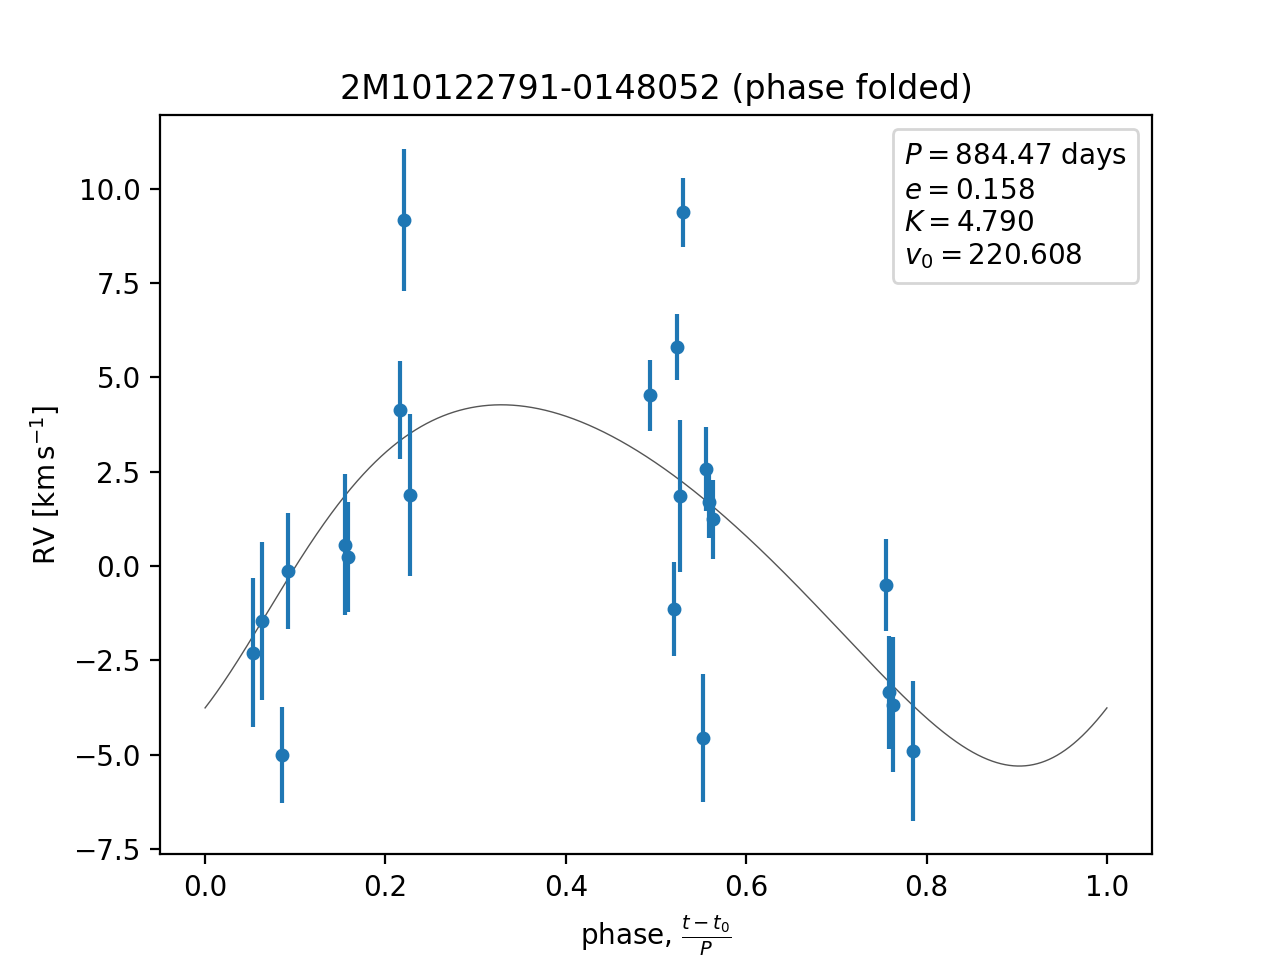 2M10122791-0148052 (phase folded)
P = 884.47 days
e = 0.158
K = 4.790
v₀ = 220.608
10.0
7.5
5.0
2.5
0.0
−2.5
−5.0
−7.5
RV [km s⁻¹]
0.0 0.2 0.4 0.6 0.8 1.0
phase, (t − t₀)/P